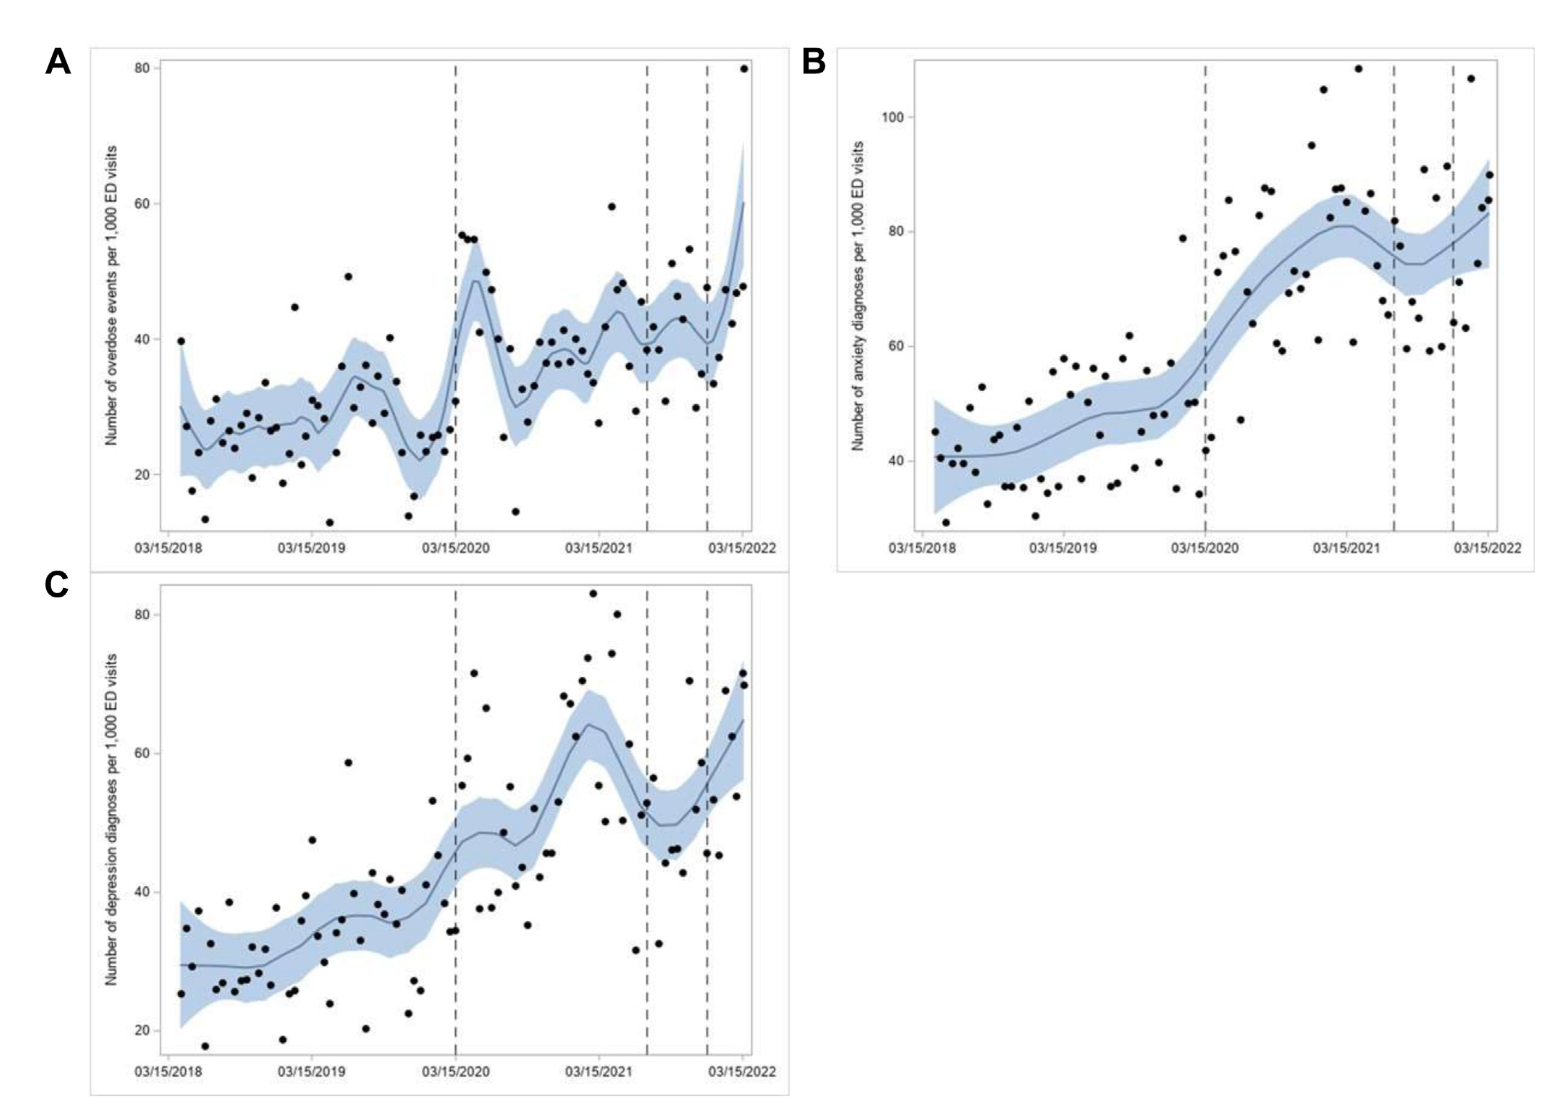 A
Number of overdose events per 1,000 ED visits
80
60
40
20
03/15/2018 03/15/2019 03/15/2020 03/15/2021 03/15/2022
B
Number of anxiety diagnoses per 1,000 ED visits
100
80
60
40
03/15/2018 03/15/2019 03/15/2020 03/15/2021 03/15/2022
C
Number of depression diagnoses per 1,000 ED visits
80
60
40
20
03/15/2018 03/15/2019 03/15/2020 03/15/2021 03/15/2022